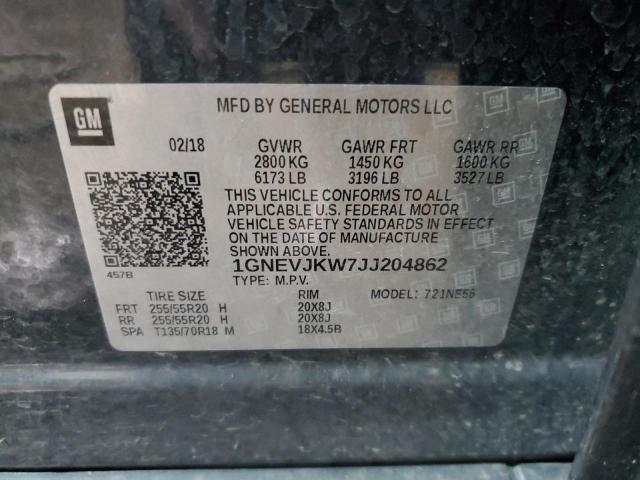 GM
MFD BY GENERAL MOTORS LLC
02/18 GVWR GAWR FRT GAWR RR
2800 KG 1450 KG 1600 KG
6173 LB 3196 LB 3527 LB
THIS VEHICLE CONFORMS TO ALL
APPLICABLE U.S. FEDERAL MOTOR
VEHICLE SAFETY STANDARDS IN EFFECT
ON THE DATE OF MANUFACTURE
SHOWN ABOVE.
457B 1GNEVJKW7JJ204862
TYPE: M.P.V.
TIRE SIZE RIM MODEL: 721NE56
FRT 255/55R20 H 20X8J
RR 255/55R20 H 20X8J
SPA T135/70R18 M 18X4.5B